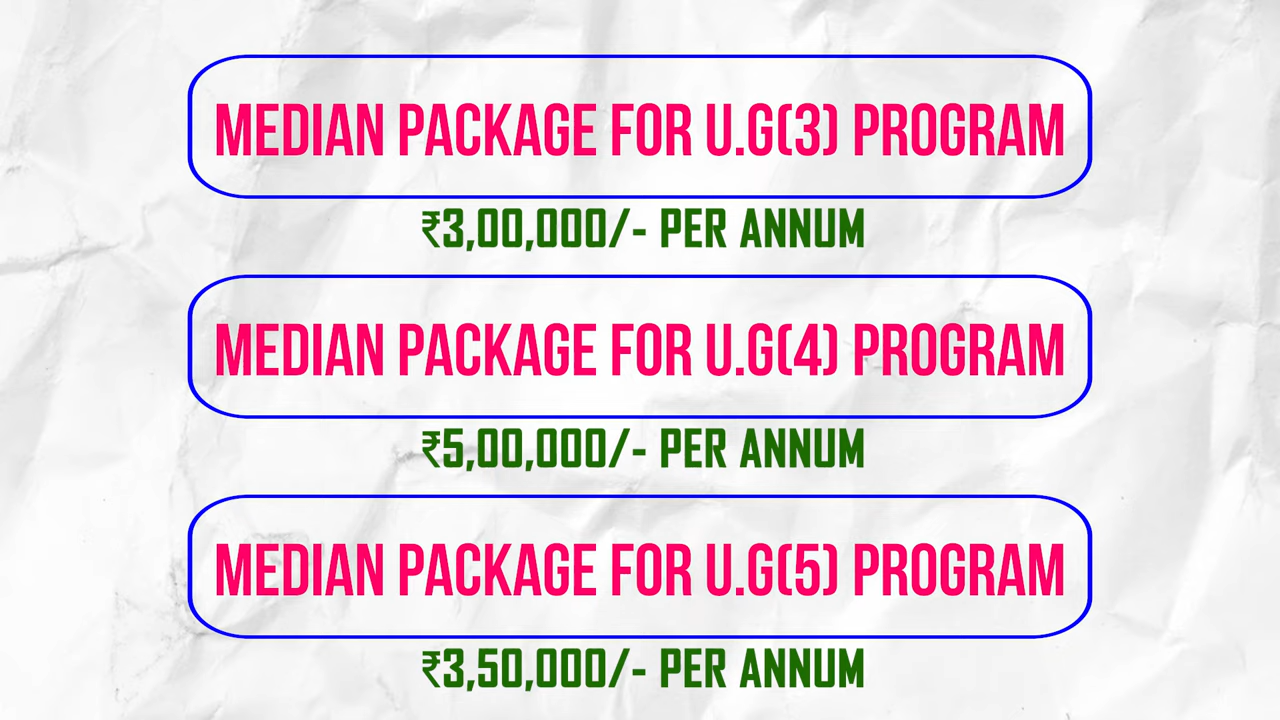 MEDIAN PACKAGE FOR U.G(3) PROGRAM
₹3,00,000/- PER ANNUM
MEDIAN PACKAGE FOR U.G(4) PROGRAM
₹5,00,000/- PER ANNUM
MEDIAN PACKAGE FOR U.G(5) PROGRAM
₹3,50,000/- PER ANNUM